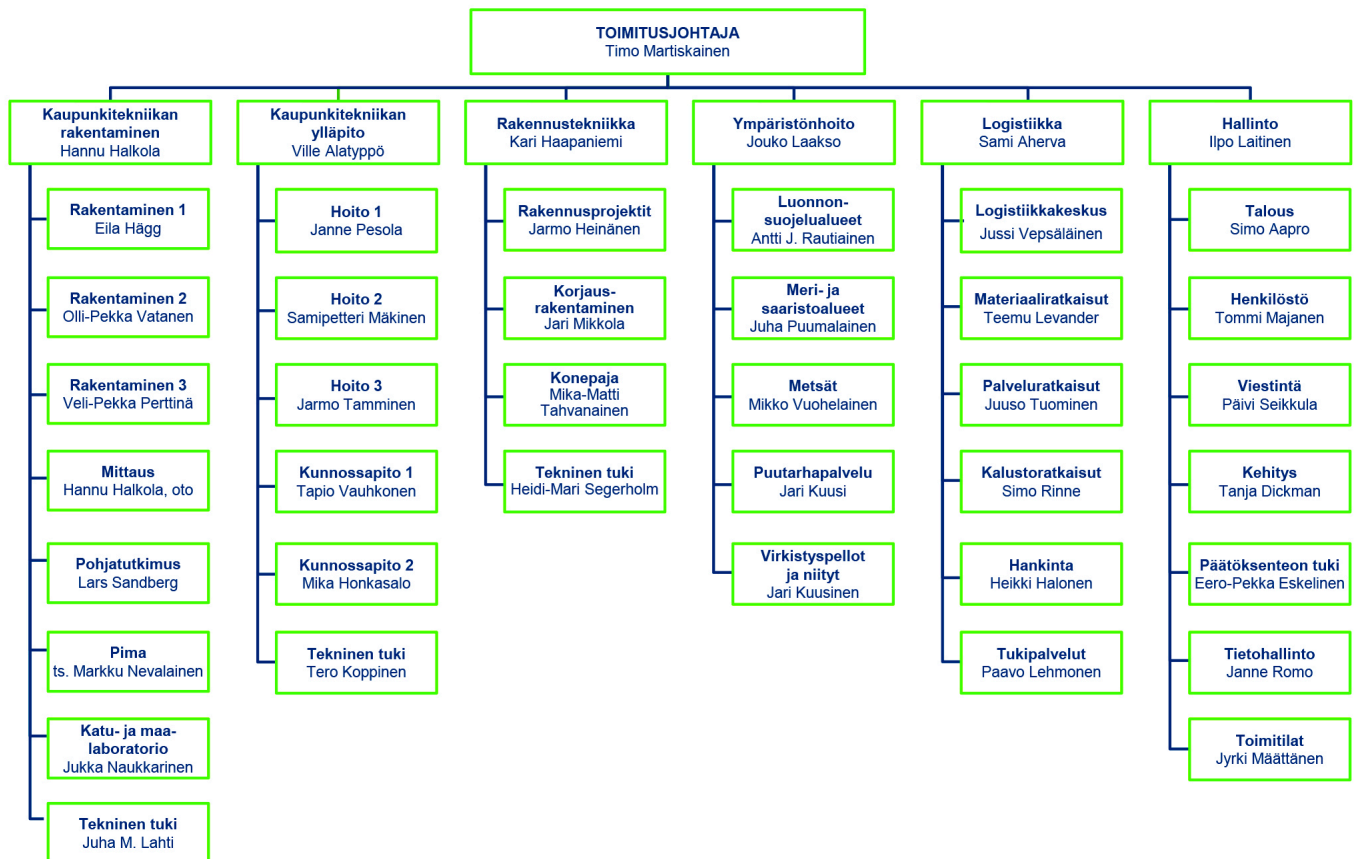 TOIMITUSJOHTAJA
Timo Martiskainen
Kaupunkitekniikan
rakentaminen
Hannu Halkola
Rakentaminen 1
Eila Hägg
Rakentaminen 2
Olli-Pekka Vatanen
Rakentaminen 3
Veli-Pekka Perttinä
Mittaus
Hannu Halkola, oto
Pohjatutkimus
Lars Sandberg
Pima
ts. Markku Nevalainen
Katu- ja maa-
laboratorio
Jukka Naukkarinen
Tekninen tuki
Juha M. Lahti
Kaupunkitekniikan
ylläpito
Ville Alatyppö
Hoito 1
Janne Pesola
Hoito 2
Samipetteri Mäkinen
Hoito 3
Jarmo Tamminen
Kunnossapito 1
Tapio Vauhkonen
Kunnossapito 2
Mika Honkasalo
Tekninen tuki
Tero Koppinen
Rakennustekniikka
Kari Haapaniemi
Rakennusprojektit
Jarmo Heinänen
Korjaus-
rakentaminen
Jari Mikkola
Konepaja
Mika-Matti
Tahvanainen
Tekninen tuki
Heidi-Mari Segerholm
Ympäristönhoito
Jouko Laakso
Luonnon-
suojelualueet
Antti J. Rautiainen
Meri- ja
saaristoalueet
Juha Puumalainen
Metsät
Mikko Vuohelainen
Puutarhapalvelu
Jari Kuusi
Virkistyspellot
ja niityt
Jari Kuusinen
Logistiikka
Sami Aherva
Logistiikkakeskus
Jussi Vepsäläinen
Materiaaliratkaisut
Teemu Levander
Palveluratkaisut
Juuso Tuominen
Kalustoratkaisut
Simo Rinne
Hankinta
Heikki Halonen
Tukipalvelut
Paavo Lehmonen
Hallinto
Ilpo Laitinen
Talous
Simo Aapro
Henkilöstö
Tommi Majanen
Viestintä
Päivi Seikkula
Kehitys
Tanja Dickman
Päätöksenteon tuki
Eero-Pekka Eskelinen
Tietohallinto
Janne Romo
Toimitilat
Jyrki Määttänen